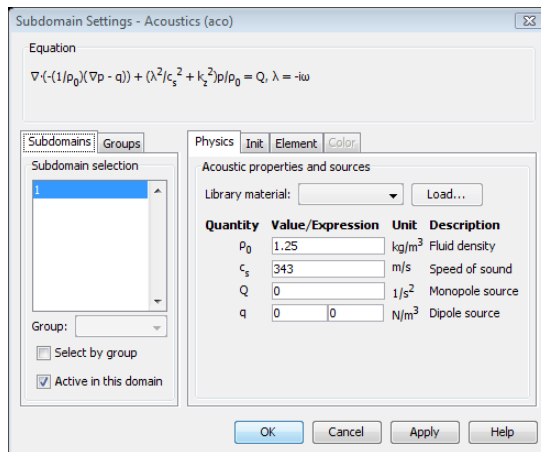 Subdomain Settings - Acoustics (aco)
Equation
∇·(-(1/ρ₀)(∇p - q)) + (λ²/cₛ² + k_z²)p/ρ₀ = Q, λ = -iω
Subdomains Groups
Subdomain selection
1
Group:
Select by group
Active in this domain
Physics Init Element Color
Acoustic properties and sources
Library material: Load...
Quantity Value/Expression Unit Description
ρ₀ 1.25 kg/m³ Fluid density
cₛ 343 m/s Speed of sound
Q 0 1/s² Monopole source
q 0 0 N/m³ Dipole source
OK Cancel Apply Help